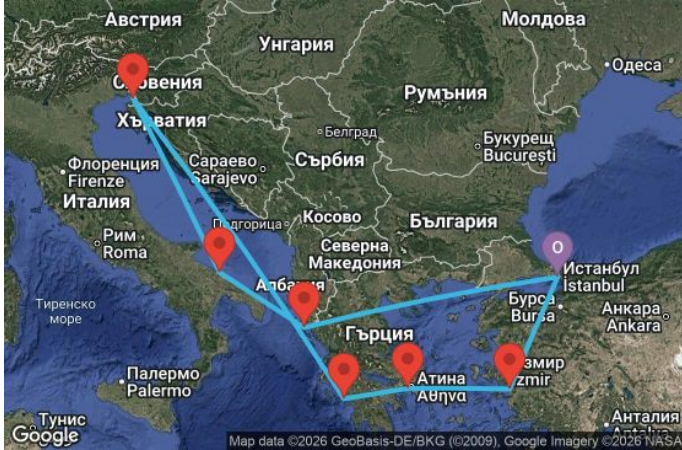 Австрия
Молдова
Унгария
Одеса
Словения
Румъния
Хърватия
Белград
Букурещ
București
Флоренция
Firenze
Сараево
Sarajevo
Сърбия
Италия
Подгорица
Косово
България
Рим
Roma
Северна
Македония
O
Истанбул
İstanbul
Албания
Бурса
Bursa
Анкара
Ankara
Тиренско
море
Гърция
Палермо
Palermo
Атина
Αθήνα
Измир
İzmir
Тунис
Анталия
Antalya
Google
Map data ©2026 GeoBasis-DE/BKG (©2009), Google Imagery ©2026 NASA